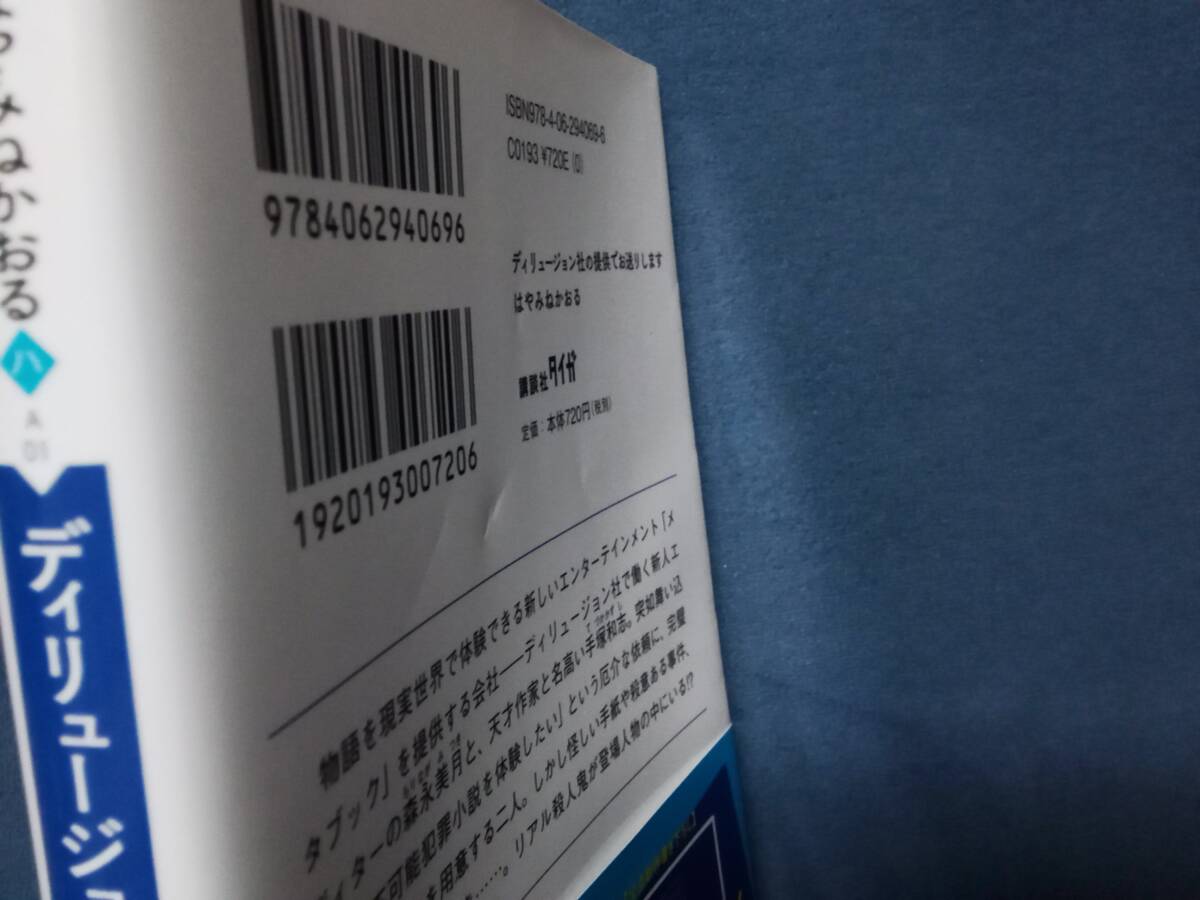 ねかおる
ハ
A
01
ディリュージョ
9784062940696
ISBN978-4-06-294069-6
C0193 ¥720E (0)
1920193007206
ディリュージョン社の提供でお送りします
はやみねかおる
講談社タイガ
定価：本体720円（税別）
物語を現実世界で体験できる新しいエンターテインメント「メ
タブック」を提供する会社──ディリュージョン社で働く新人エ
ディターの森永美月と、天才作家と名高い手塚和志。突如舞い込
可能犯罪小説を体験したい」という厄介な依頼に、完璧
を用意する二人。しかし怪しい手紙や殺意ある事件、
……。リアル殺人鬼が登場人物の中にいる!?